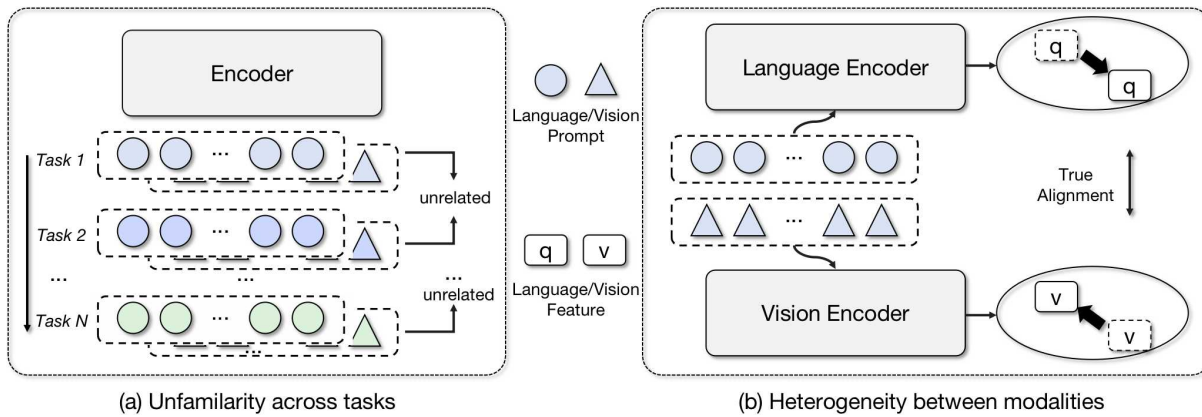 Encoder
Task 1
...
unrelated
Task 2
...
...
...
...
unrelated
Task N
...
...
(a) Unfamilarity across tasks
Language/Vision
Prompt
q v
Language/Vision
Feature
Language Encoder
q
q
...
...
True
Alignment
Vision Encoder
v
v
(b) Heterogeneity between modalities